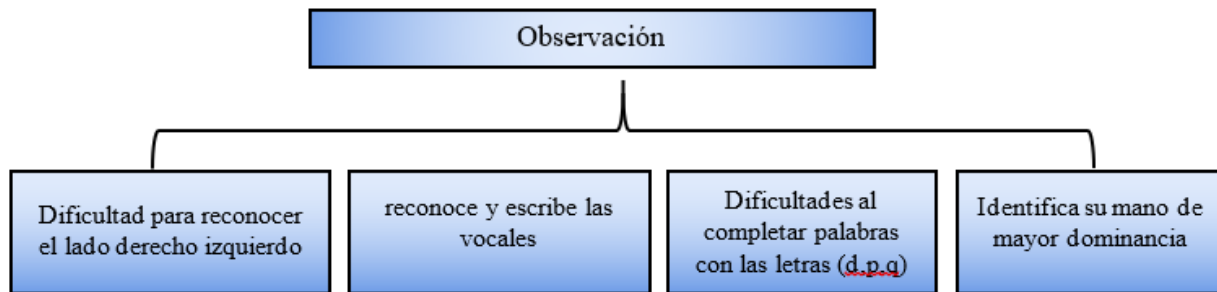 Observación
Dificultad para reconocer
el lado derecho izquierdo
reconoce y escribe las
vocales
Dificultades al
completar palabras
con las letras (d,p,q)
Identifica su mano de
mayor dominancia